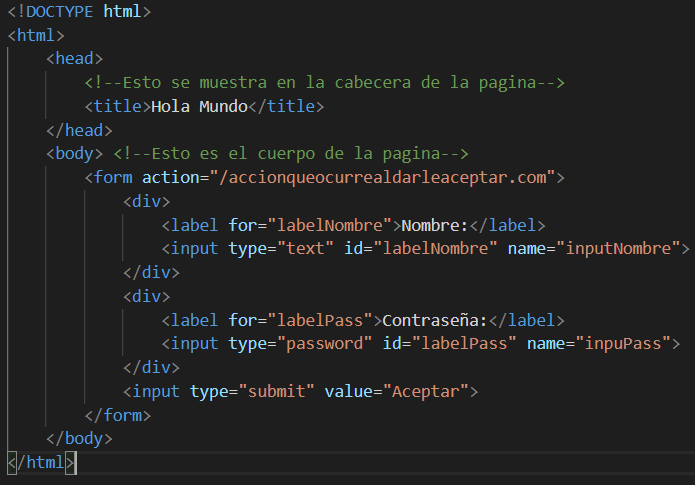 <!DOCTYPE html>
<html>
<head>
<!--Esto se muestra en la cabecera de la pagina-->
<title>Hola Mundo</title>
</head>
<body> <!--Esto es el cuerpo de la pagina-->
<form action="/accionqueocurrealdarleaceptar.com">
<div>
<label for="labelNombre">Nombre:</label>
<input type="text" id="labelNombre" name="inputNombre">
</div>
<div>
<label for="labelPass">Contraseña:</label>
<input type="password" id="labelPass" name="inpuPass">
</div>
<input type="submit" value="Aceptar">
</form>
</body>
</html>